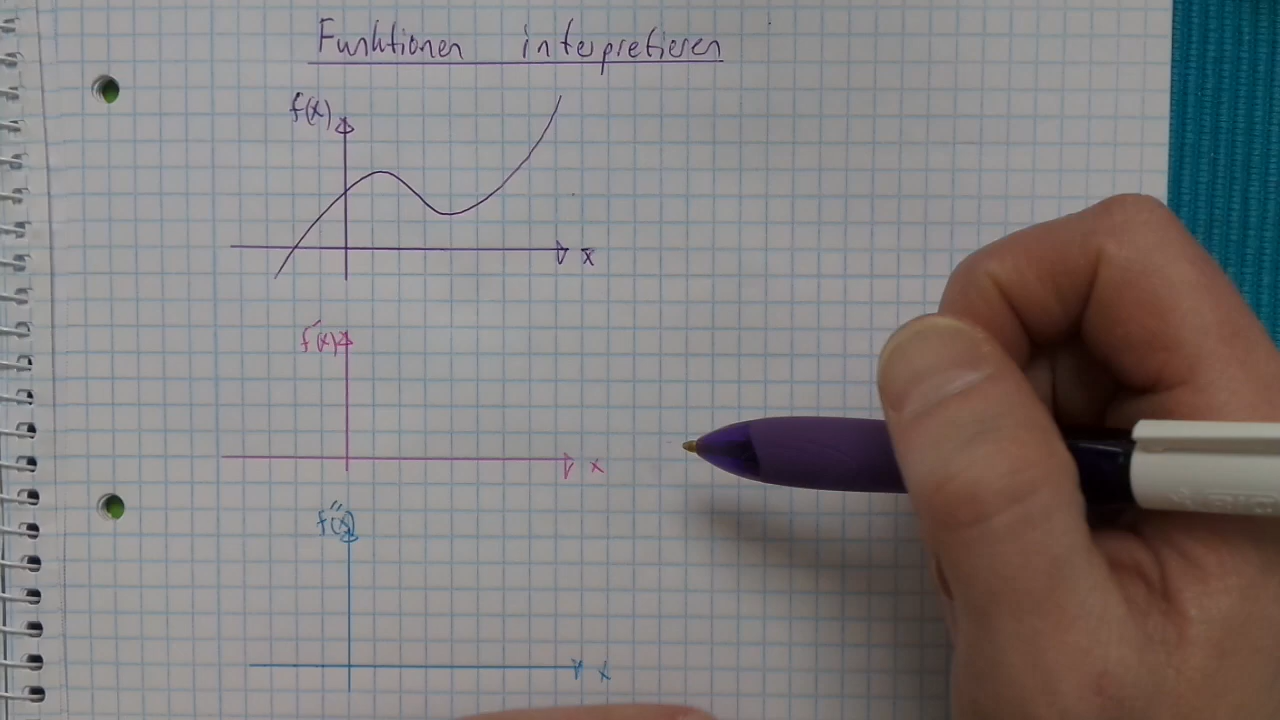 Funktionen interpretieren
f(x)
x
f'(x)
x
f''(x)
x